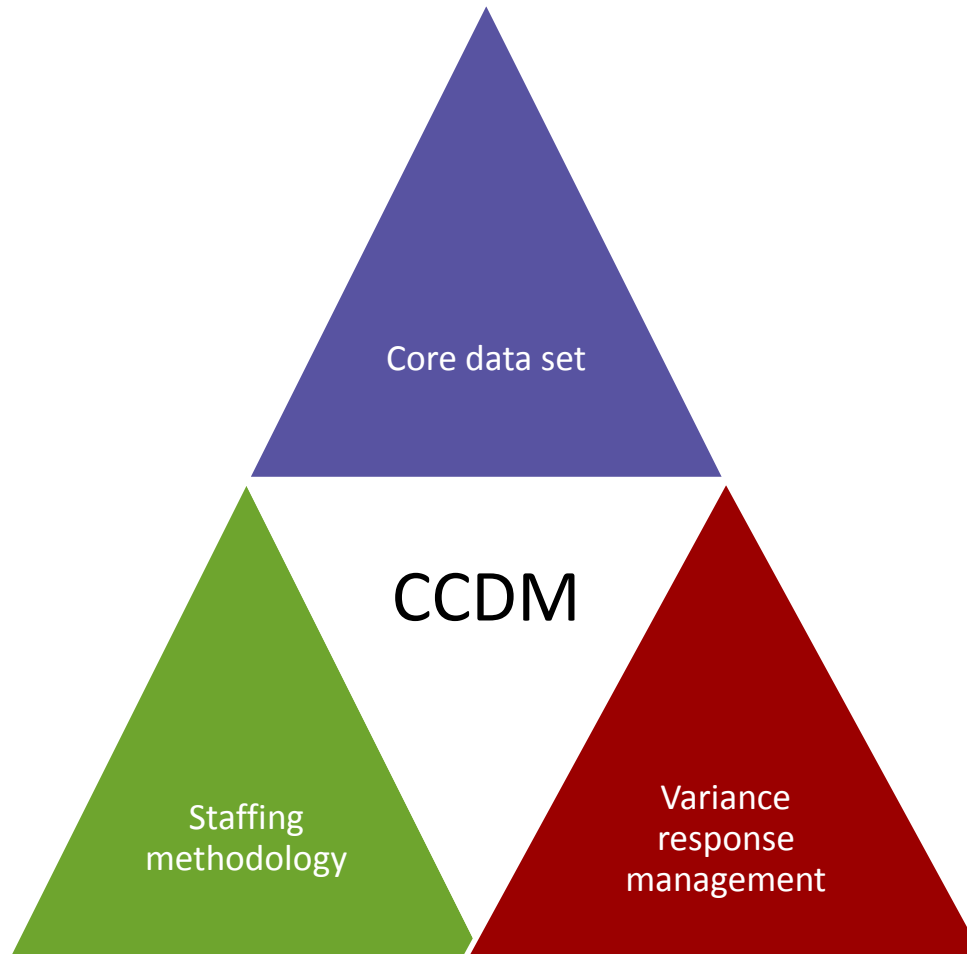 Core data set
CCDM
Staffing
methodology
Variance
response
management